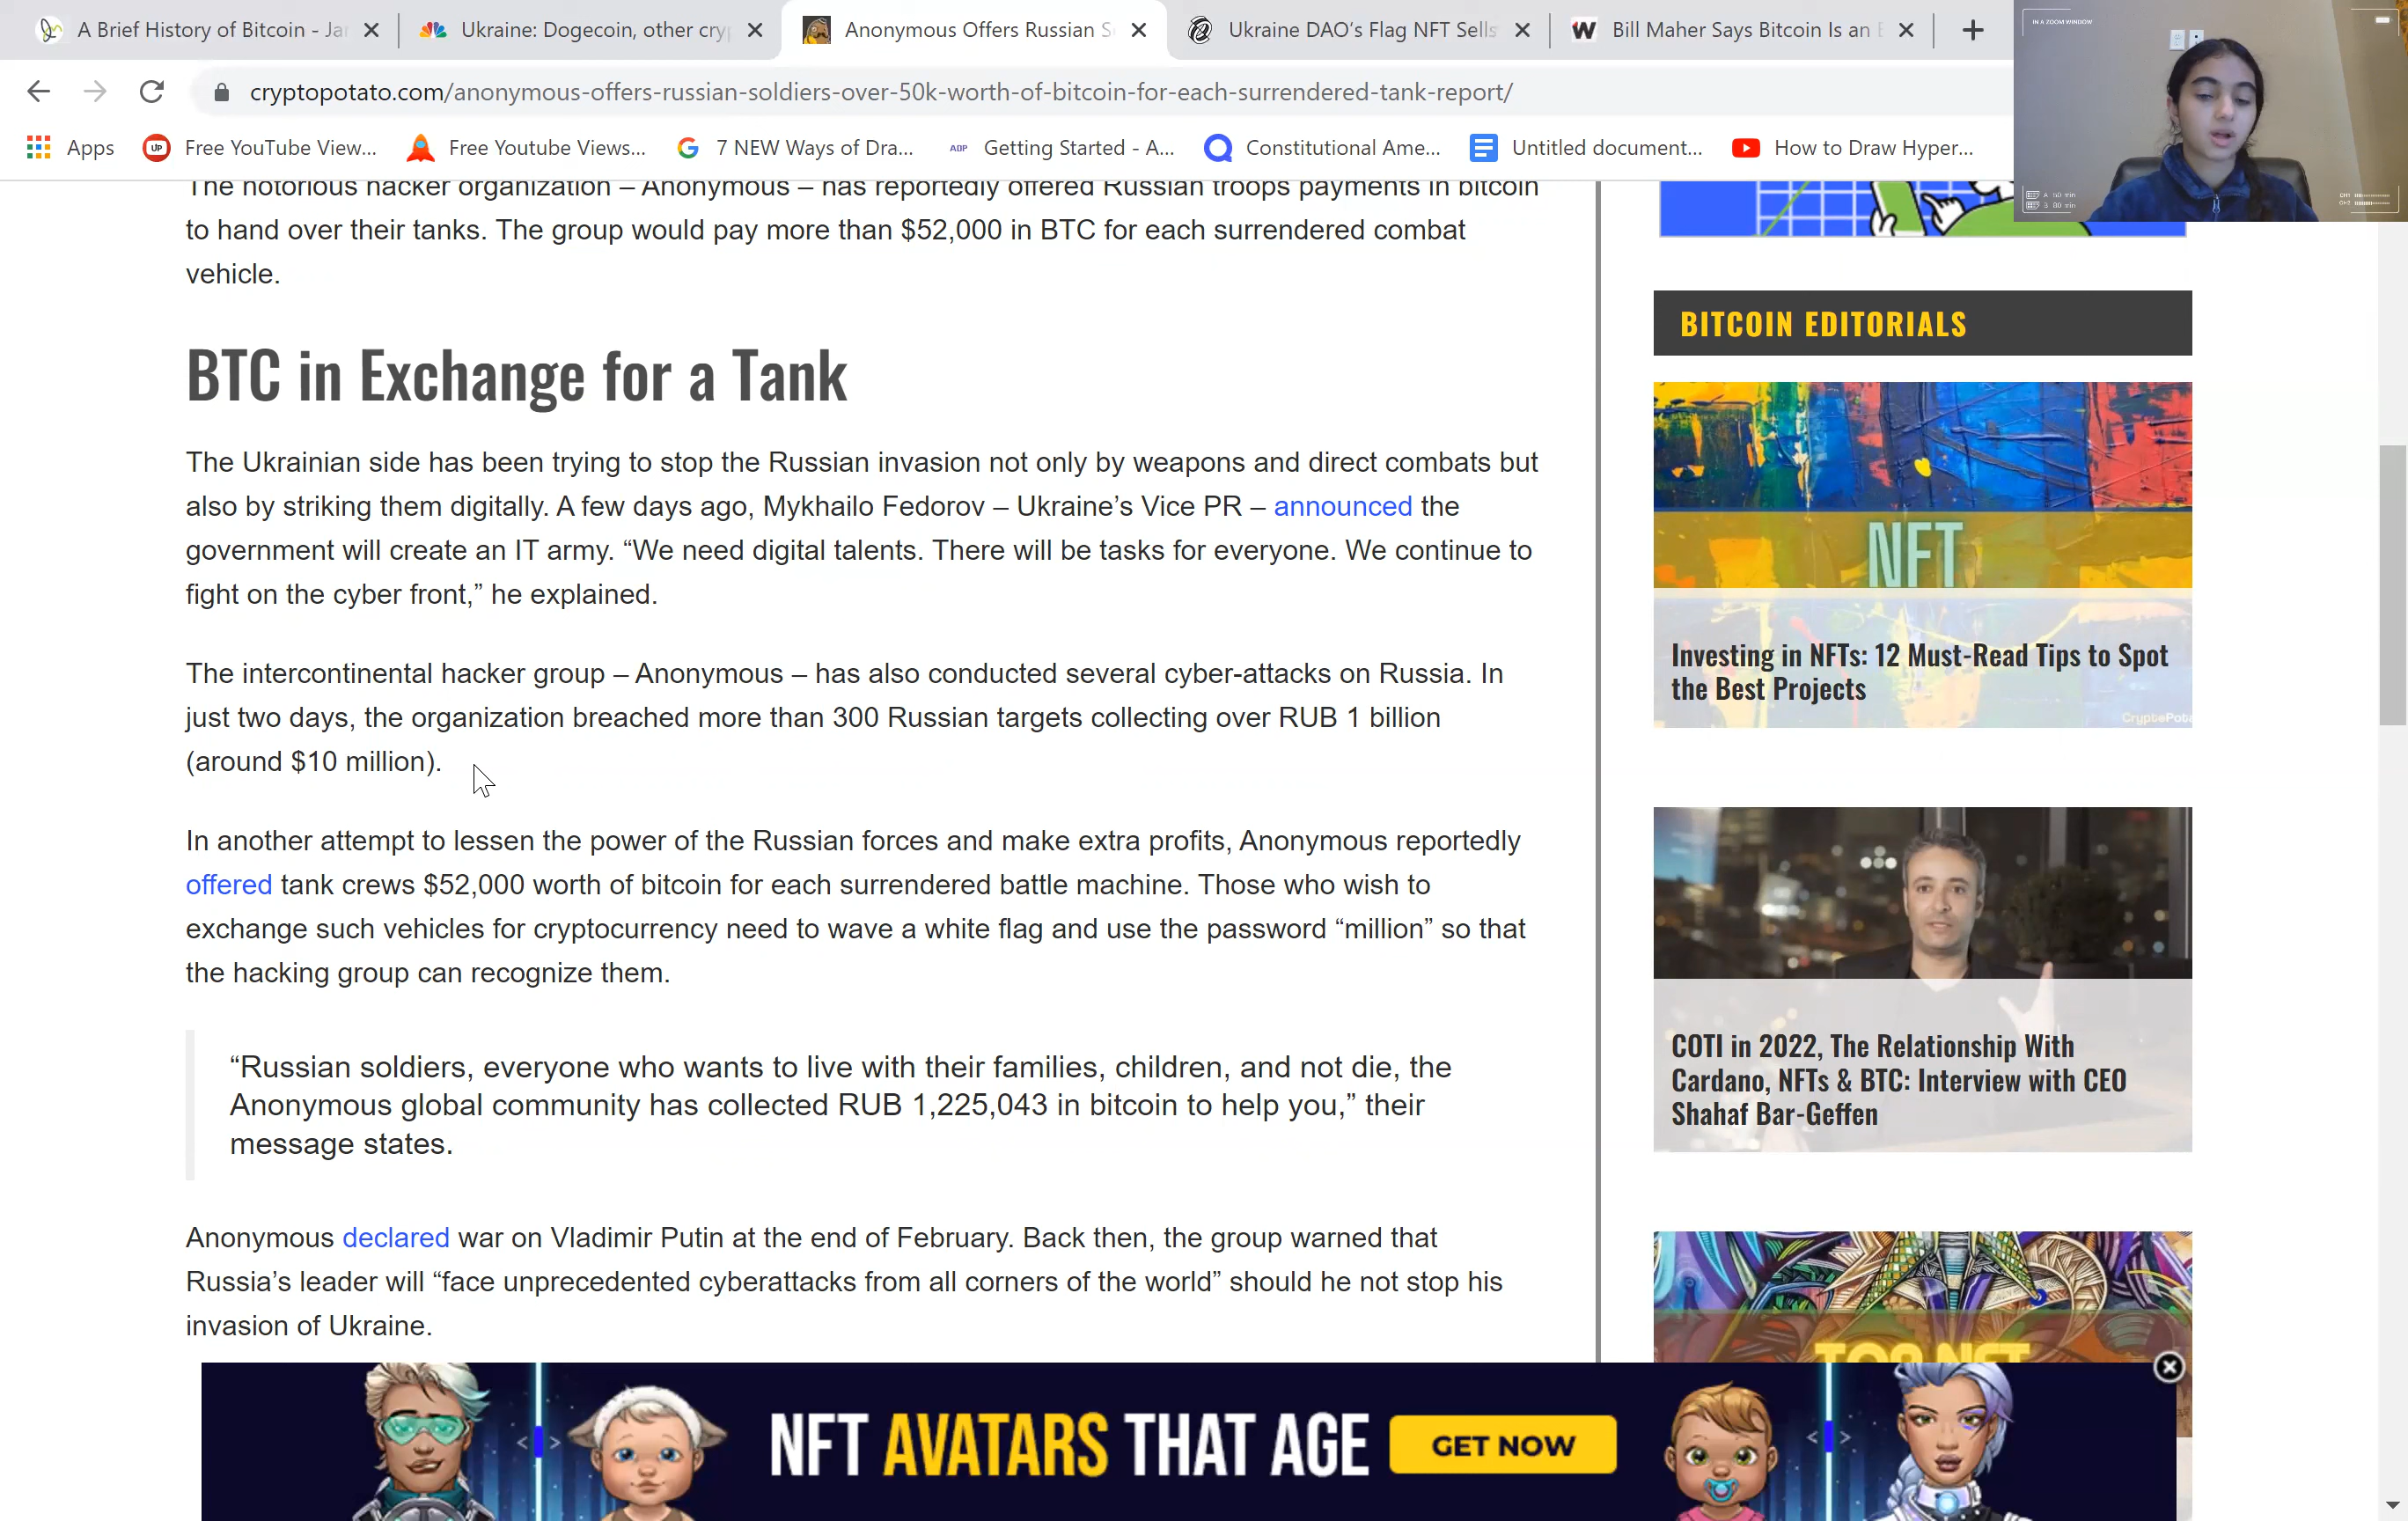 A Brief History of Bitcoin - Jar
Ukraine: Dogecoin, other cry
Anonymous Offers Russian S
Ukraine DAO's Flag NFT Sells
Bill Maher Says Bitcoin Is an E
cryptopotato.com/anonymous-offers-russian-soldiers-over-50k-worth-of-bitcoin-for-each-surrendered-tank-report/
IN A ZOOM WINDOW
Apps
UP
Free YouTube View...
Free Youtube Views...
7 NEW Ways of Dra...
AOP
Getting Started - A...
Constitutional Ame...
Untitled document...
How to Draw Hyper...
The notorious hacker organization – Anonymous – has reportedly offered Russian troops payments in bitcoin
to hand over their tanks. The group would pay more than $52,000 in BTC for each surrendered combat
vehicle.
BTC in Exchange for a Tank
The Ukrainian side has been trying to stop the Russian invasion not only by weapons and direct combats but
also by striking them digitally. A few days ago, Mykhailo Fedorov – Ukraine's Vice PR – announced the
government will create an IT army. “We need digital talents. There will be tasks for everyone. We continue to
fight on the cyber front,” he explained.
The intercontinental hacker group – Anonymous – has also conducted several cyber-attacks on Russia. In
just two days, the organization breached more than 300 Russian targets collecting over RUB 1 billion
(around $10 million).
In another attempt to lessen the power of the Russian forces and make extra profits, Anonymous reportedly
offered tank crews $52,000 worth of bitcoin for each surrendered battle machine. Those who wish to
exchange such vehicles for cryptocurrency need to wave a white flag and use the password “million” so that
the hacking group can recognize them.
“Russian soldiers, everyone who wants to live with their families, children, and not die, the
Anonymous global community has collected RUB 1,225,043 in bitcoin to help you,” their
message states.
Anonymous declared war on Vladimir Putin at the end of February. Back then, the group warned that
Russia's leader will “face unprecedented cyberattacks from all corners of the world” should he not stop his
invasion of Ukraine.
BITCOIN EDITORIALS
NFT
Investing in NFTs: 12 Must-Read Tips to Spot
the Best Projects
CryptoPota
COTI in 2022, The Relationship With
Cardano, NFTs & BTC: Interview with CEO
Shahaf Bar-Geffen
TOP NFT
NFT AVATARS THAT AGE
GET NOW